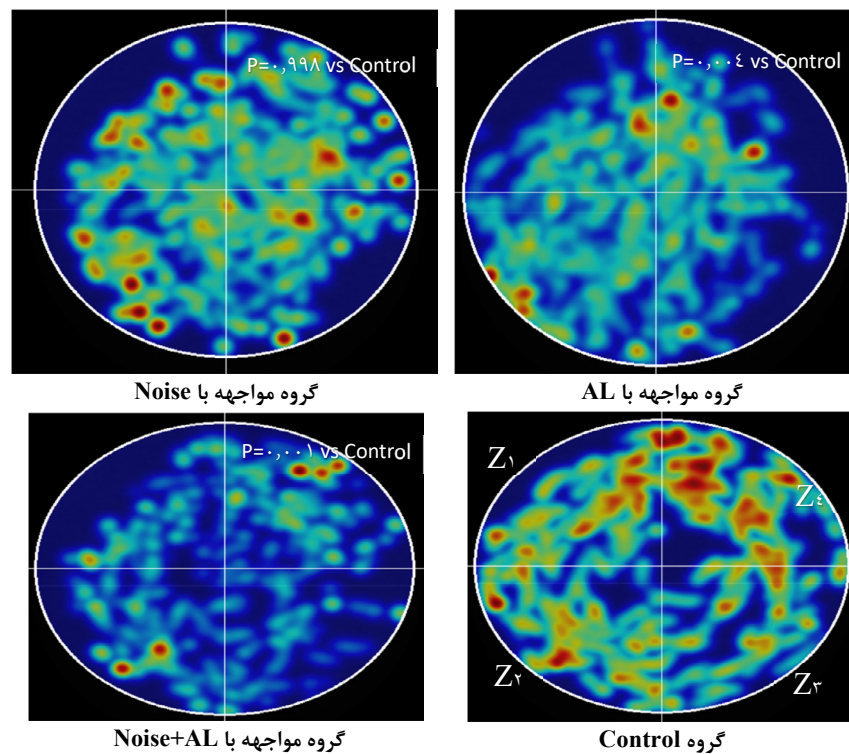 P=۰,۹۹۸ vs Control
P=۰,۰۰٤ vs Control
گروه مواجهه با Noise
گروه مواجهه با AL
P=۰,۰۰۱ vs Control
Z۱
Z٤
Z۲
Z۳
گروه مواجهه با Noise+AL
گروه Control